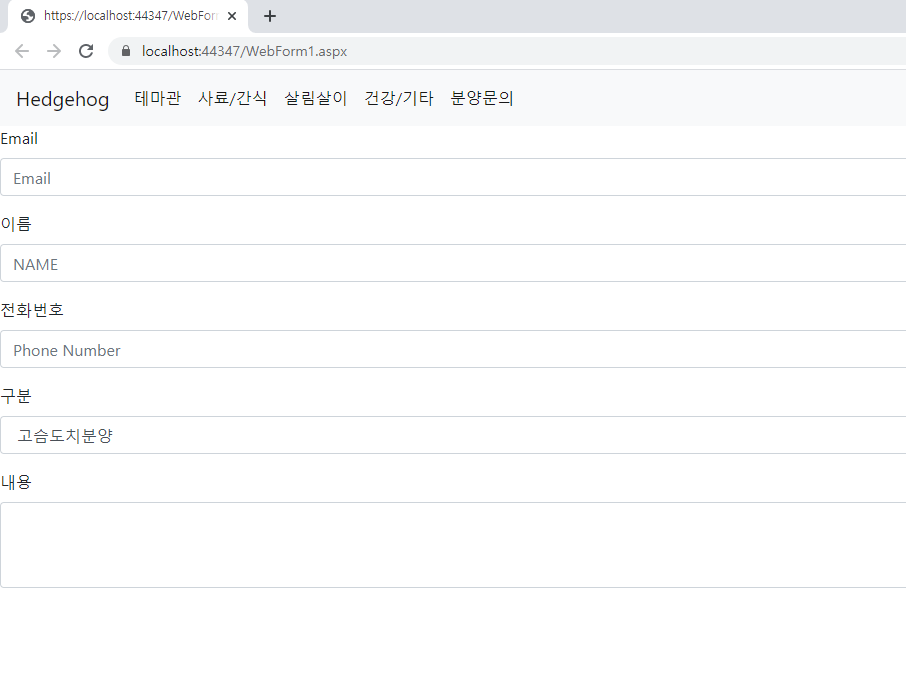 https://localhost:44347/WebForm
localhost:44347/WebForm1.aspx
Hedgehog 테마관 사료/간식 살림살이 건강/기타 분양문의
Email
Email
이름
NAME
전화번호
Phone Number
구분
고슴도치분양
내용